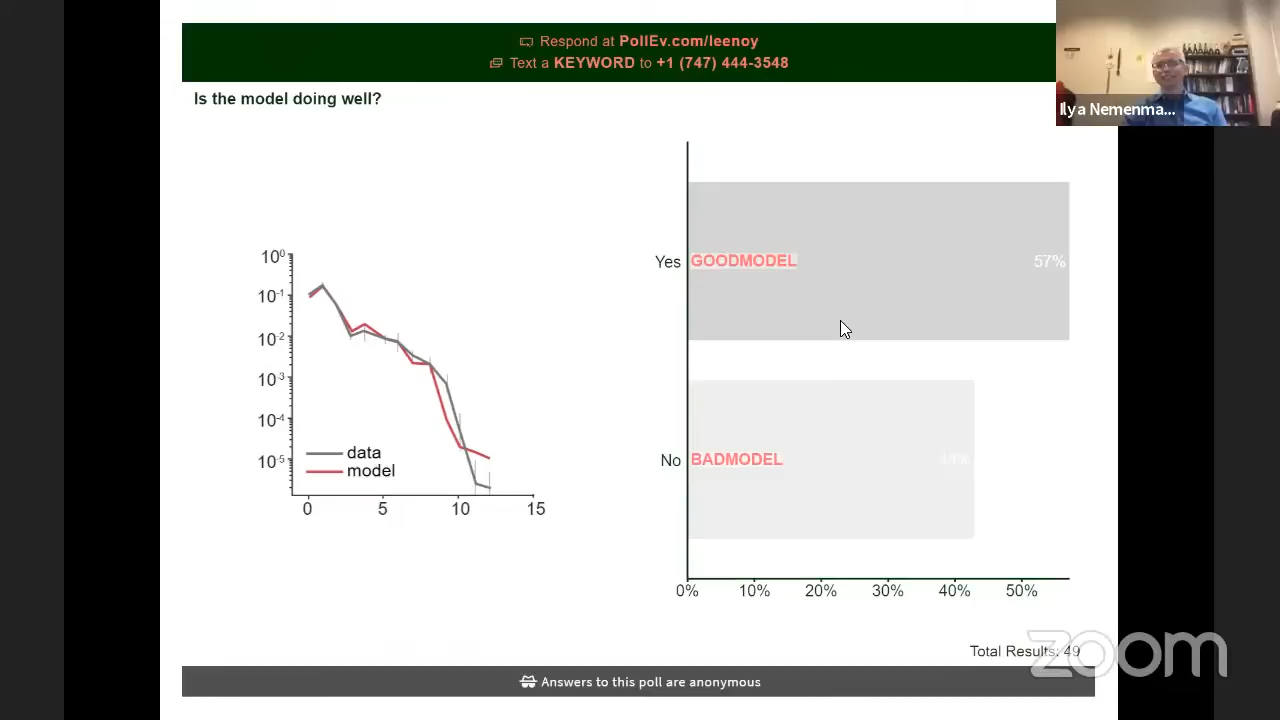 Respond at PollEv.com/leenoy
Text a KEYWORD to +1 (747) 444-3548
Ilya Nemenma...
Is the model doing well?
10⁰
10⁻¹
10⁻²
10⁻³
10⁻⁴
10⁻⁵
data
model
0 5 10 15
Yes GOODMODEL 57%
No BADMODEL 43%
0% 10% 20% 30% 40% 50%
Total Results: 49
zoom
Answers to this poll are anonymous